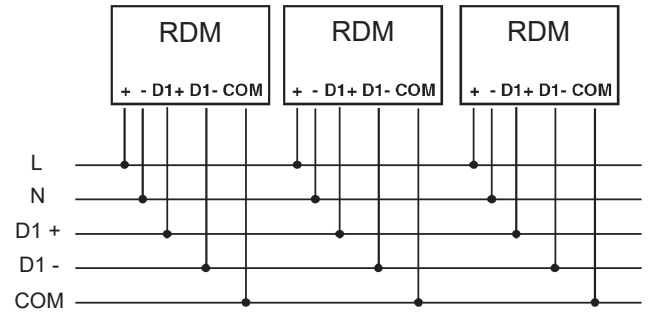 RDM RDM RDM
+ - D1+ D1- COM + - D1+ D1- COM + - D1+ D1- COM
L
N
D1 +
D1 -
COM